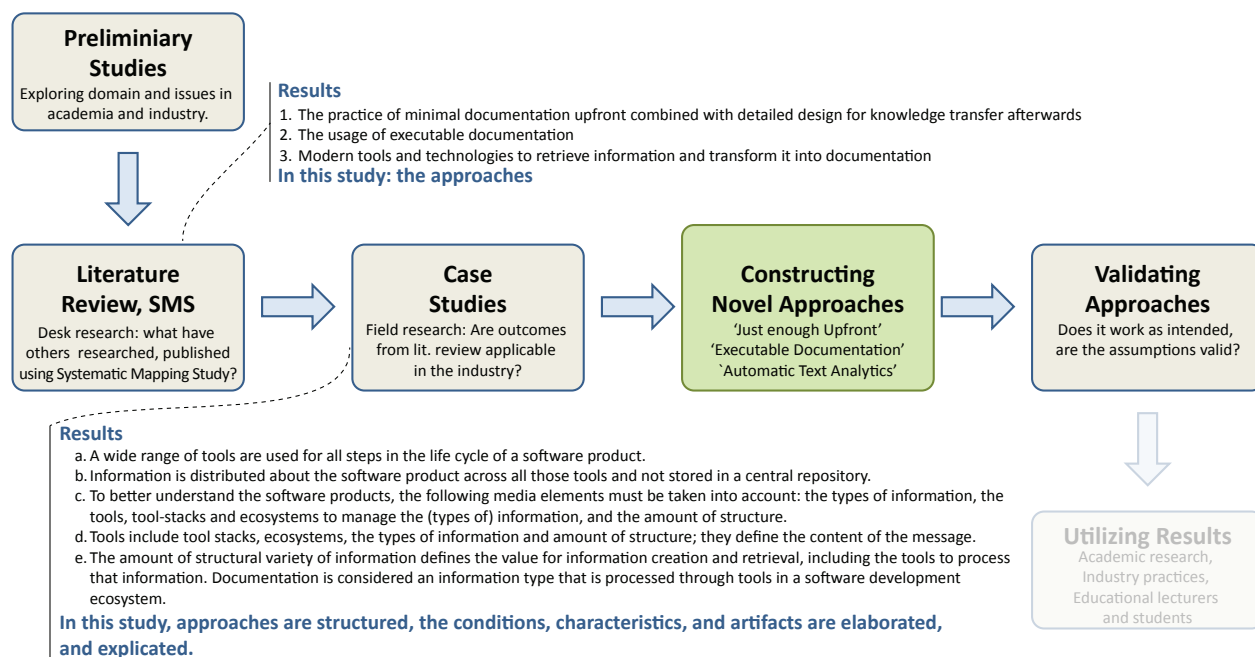 Preliminiary
Studies
Exploring domain and issues in
academia and industry.
Results
1. The practice of minimal documentation upfront combined with detailed design for knowledge transfer afterwards
2. The usage of executable documentation
3. Modern tools and technologies to retrieve information and transform it into documentation
In this study: the approaches
Literature
Review, SMS
Desk research: what have
others researched, published
using Systematic Mapping Study?
Case
Studies
Field research: Are outcomes
from lit. review applicable
in the industry?
Constructing
Novel Approaches
‘Just enough Upfront’
‘Executable Documentation’
`Automatic Text Analytics’
Validating
Approaches
Does it work as intended,
are the assumptions valid?
Results
a. A wide range of tools are used for all steps in the life cycle of a software product.
b. Information is distributed about the software product across all those tools and not stored in a central repository.
c. To better understand the software products, the following media elements must be taken into account: the types of information, the
tools, tool-stacks and ecosystems to manage the (types of) information, and the amount of structure.
d. Tools include tool stacks, ecosystems, the types of information and amount of structure; they define the content of the message.
e. The amount of structural variety of information defines the value for information creation and retrieval, including the tools to process
that information. Documentation is considered an information type that is processed through tools in a software development
ecosystem.
In this study, approaches are structured, the conditions, characteristics, and artifacts are elaborated,
and explicated.
Utilizing Results
Academic research,
Industry practices,
Educational lecturers
and students